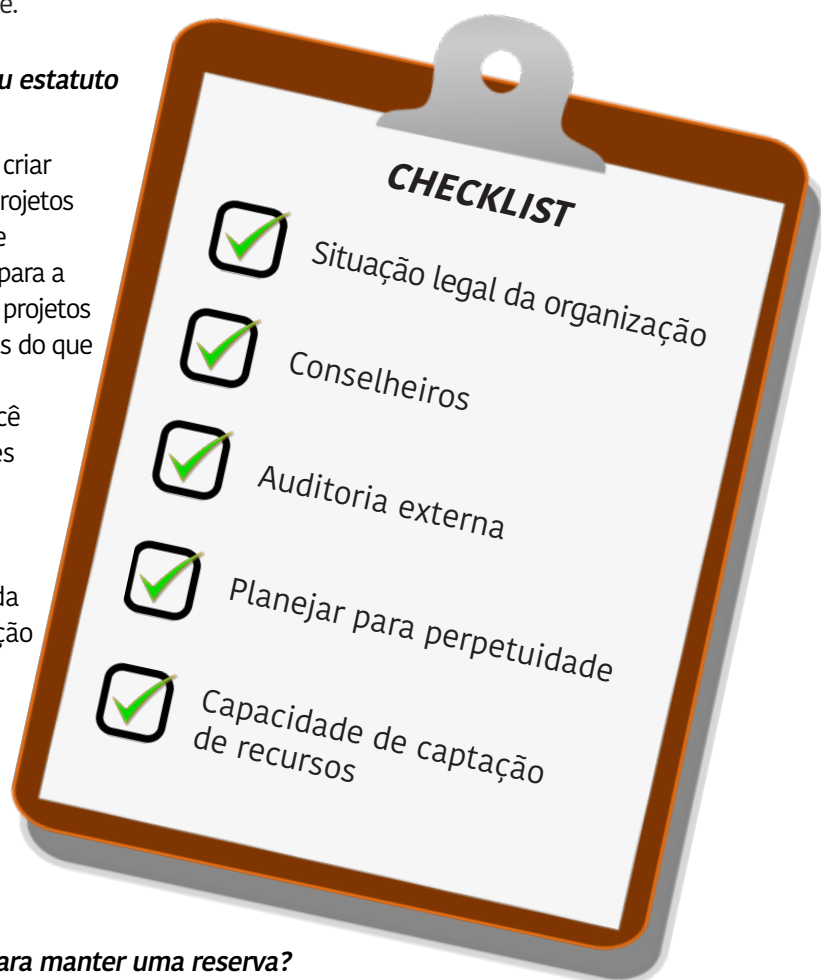 e.
u estatuto
criar
rojetos
e
para a
projetos
s do que
cê
es
da
ção
CHECKLIST
Situação legal da organização
Conselheiros
Auditoria externa
Planejar para perpetuidade
Capacidade de captação
de recursos
ara manter uma reserva?